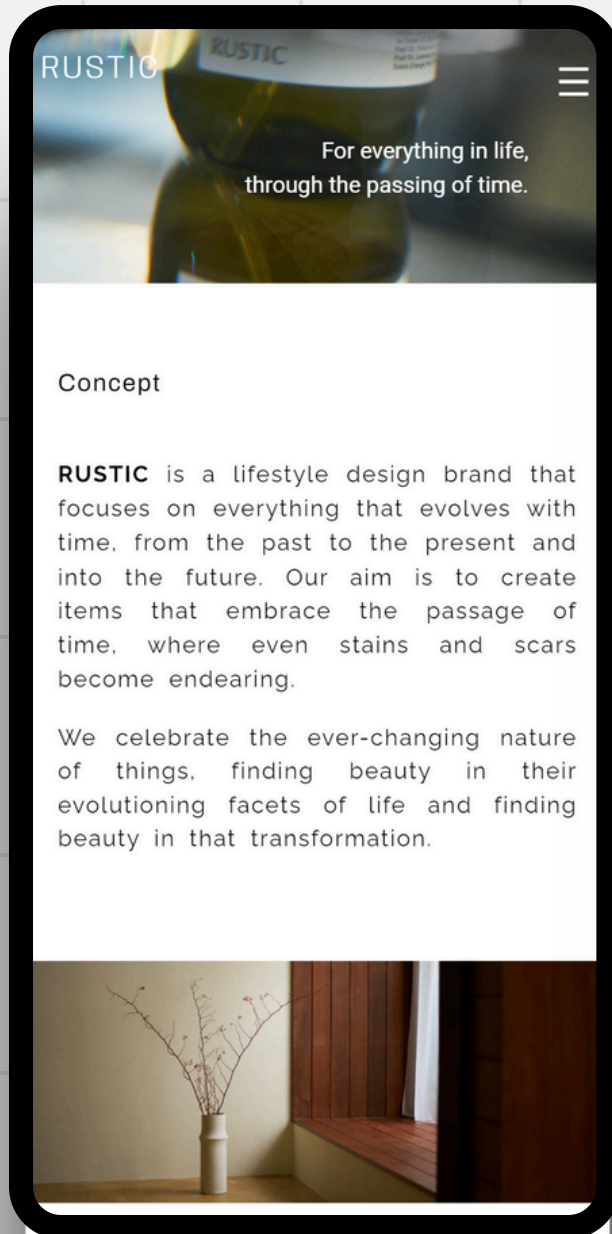 RUSTIC
RUSTIC
For everything in life,
through the passing of time.
Concept
RUSTIC is a lifestyle design brand that
focuses on everything that evolves with
time, from the past to the present and
into the future. Our aim is to create
items that embrace the passage of
time, where even stains and scars
become endearing.
We celebrate the ever-changing nature
of things, finding beauty in their
evolutioning facets of life and finding
beauty in that transformation.